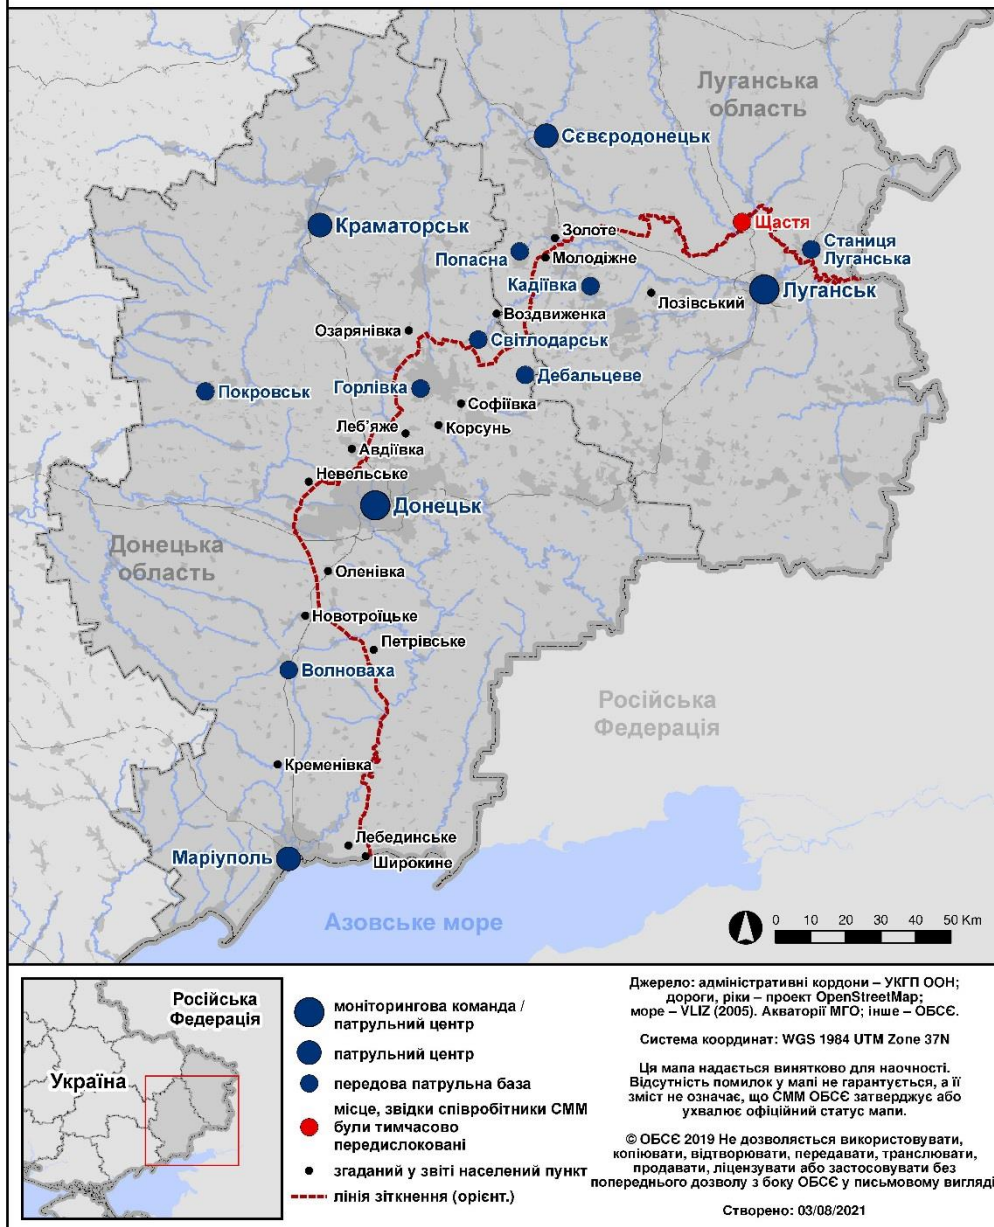 Луганська
область
Сєвєродонецьк
Щастя
Краматорськ
Золоте
Станиця
Луганська
Попасна
Молодіжне
Кадіївка
Луганськ
Лозівський
Воздвиженка
Озарянівка
Світлодарськ
Дебальцеве
Покровськ
Горлівка
Софіївка
Леб'яже
Корсунь
Авдіївка
Невельське
Донецьк
Донецька
область
Оленівка
Новотроїцьке
Петрівське
Волноваха
Російська
Федерація
Кременівка
Лебединське
Маріуполь
Широкине
Азовське море
0 10 20 30 40 50 Km
Російська
Федерація
Україна
моніторингова команда /
патрульний центр
патрульний центр
передова патрульна база
місце, звідки співробітники СММ
були тимчасово
передислоковані
згаданий у звіті населений пункт
лінія зіткнення (орієнт.)
Джерело: адміністративні кордони – УКГП ООН;
дороги, ріки – проект OpenStreetMap;
море – VLIZ (2005). Акваторії МГО; інше – ОБСЄ.
Система координат: WGS 1984 UTM Zone 37N
Ця мапа надається винятково для наочності.
Відсутність помилок у мапі не гарантується, а її
зміст не означає, що СММ ОБСЄ затверджує або
ухвалює офіційний статус мапи.
© ОБСЄ 2019 Не дозволяється використовувати,
копіювати, відтворювати, передавати, транслювати,
продавати, ліцензувати або застосовувати без
попереднього дозволу з боку ОБСЄ у письмовому вигляді
Створено: 03/08/2021